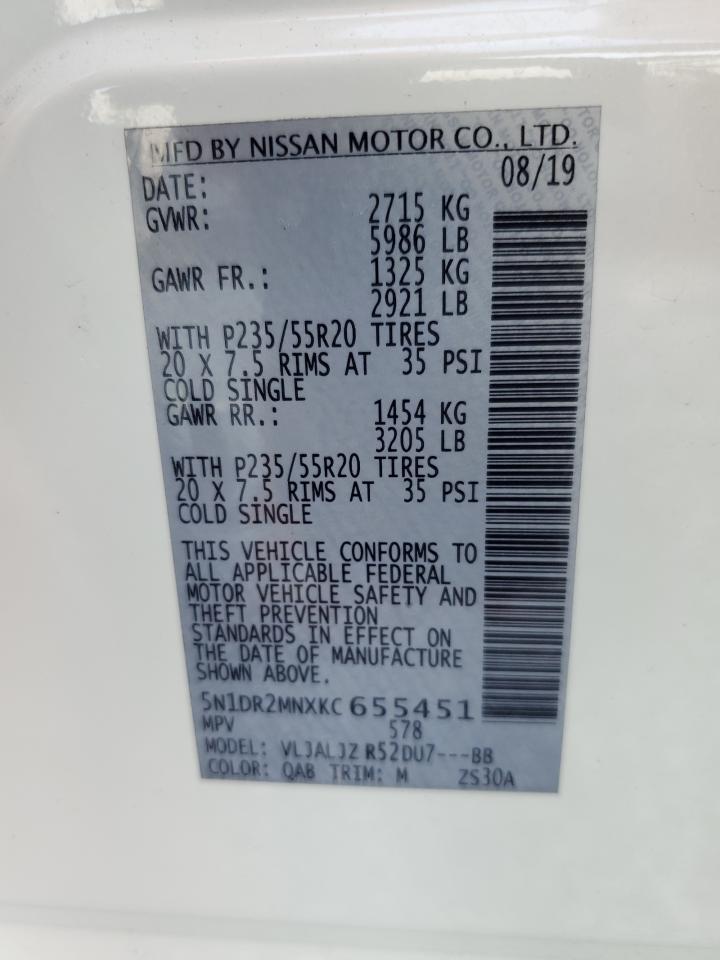 MFD BY NISSAN MOTOR CO., LTD.
DATE: 08/19
GVWR: 2715 KG
5986 LB
GAWR FR.: 1325 KG
2921 LB
WITH P235/55R20 TIRES
20 X 7.5 RIMS AT 35 PSI
COLD SINGLE
GAWR RR.: 1454 KG
3205 LB
WITH P235/55R20 TIRES
20 X 7.5 RIMS AT 35 PSI
COLD SINGLE
THIS VEHICLE CONFORMS TO
ALL APPLICABLE FEDERAL
MOTOR VEHICLE SAFETY AND
THEFT PREVENTION
STANDARDS IN EFFECT ON
THE DATE OF MANUFACTURE
SHOWN ABOVE.
5N1DR2MNXKC 655451
MPV 578
MODEL: VLJALJZ R52DU7---BB
COLOR: QAB TRIM: M ZS30A